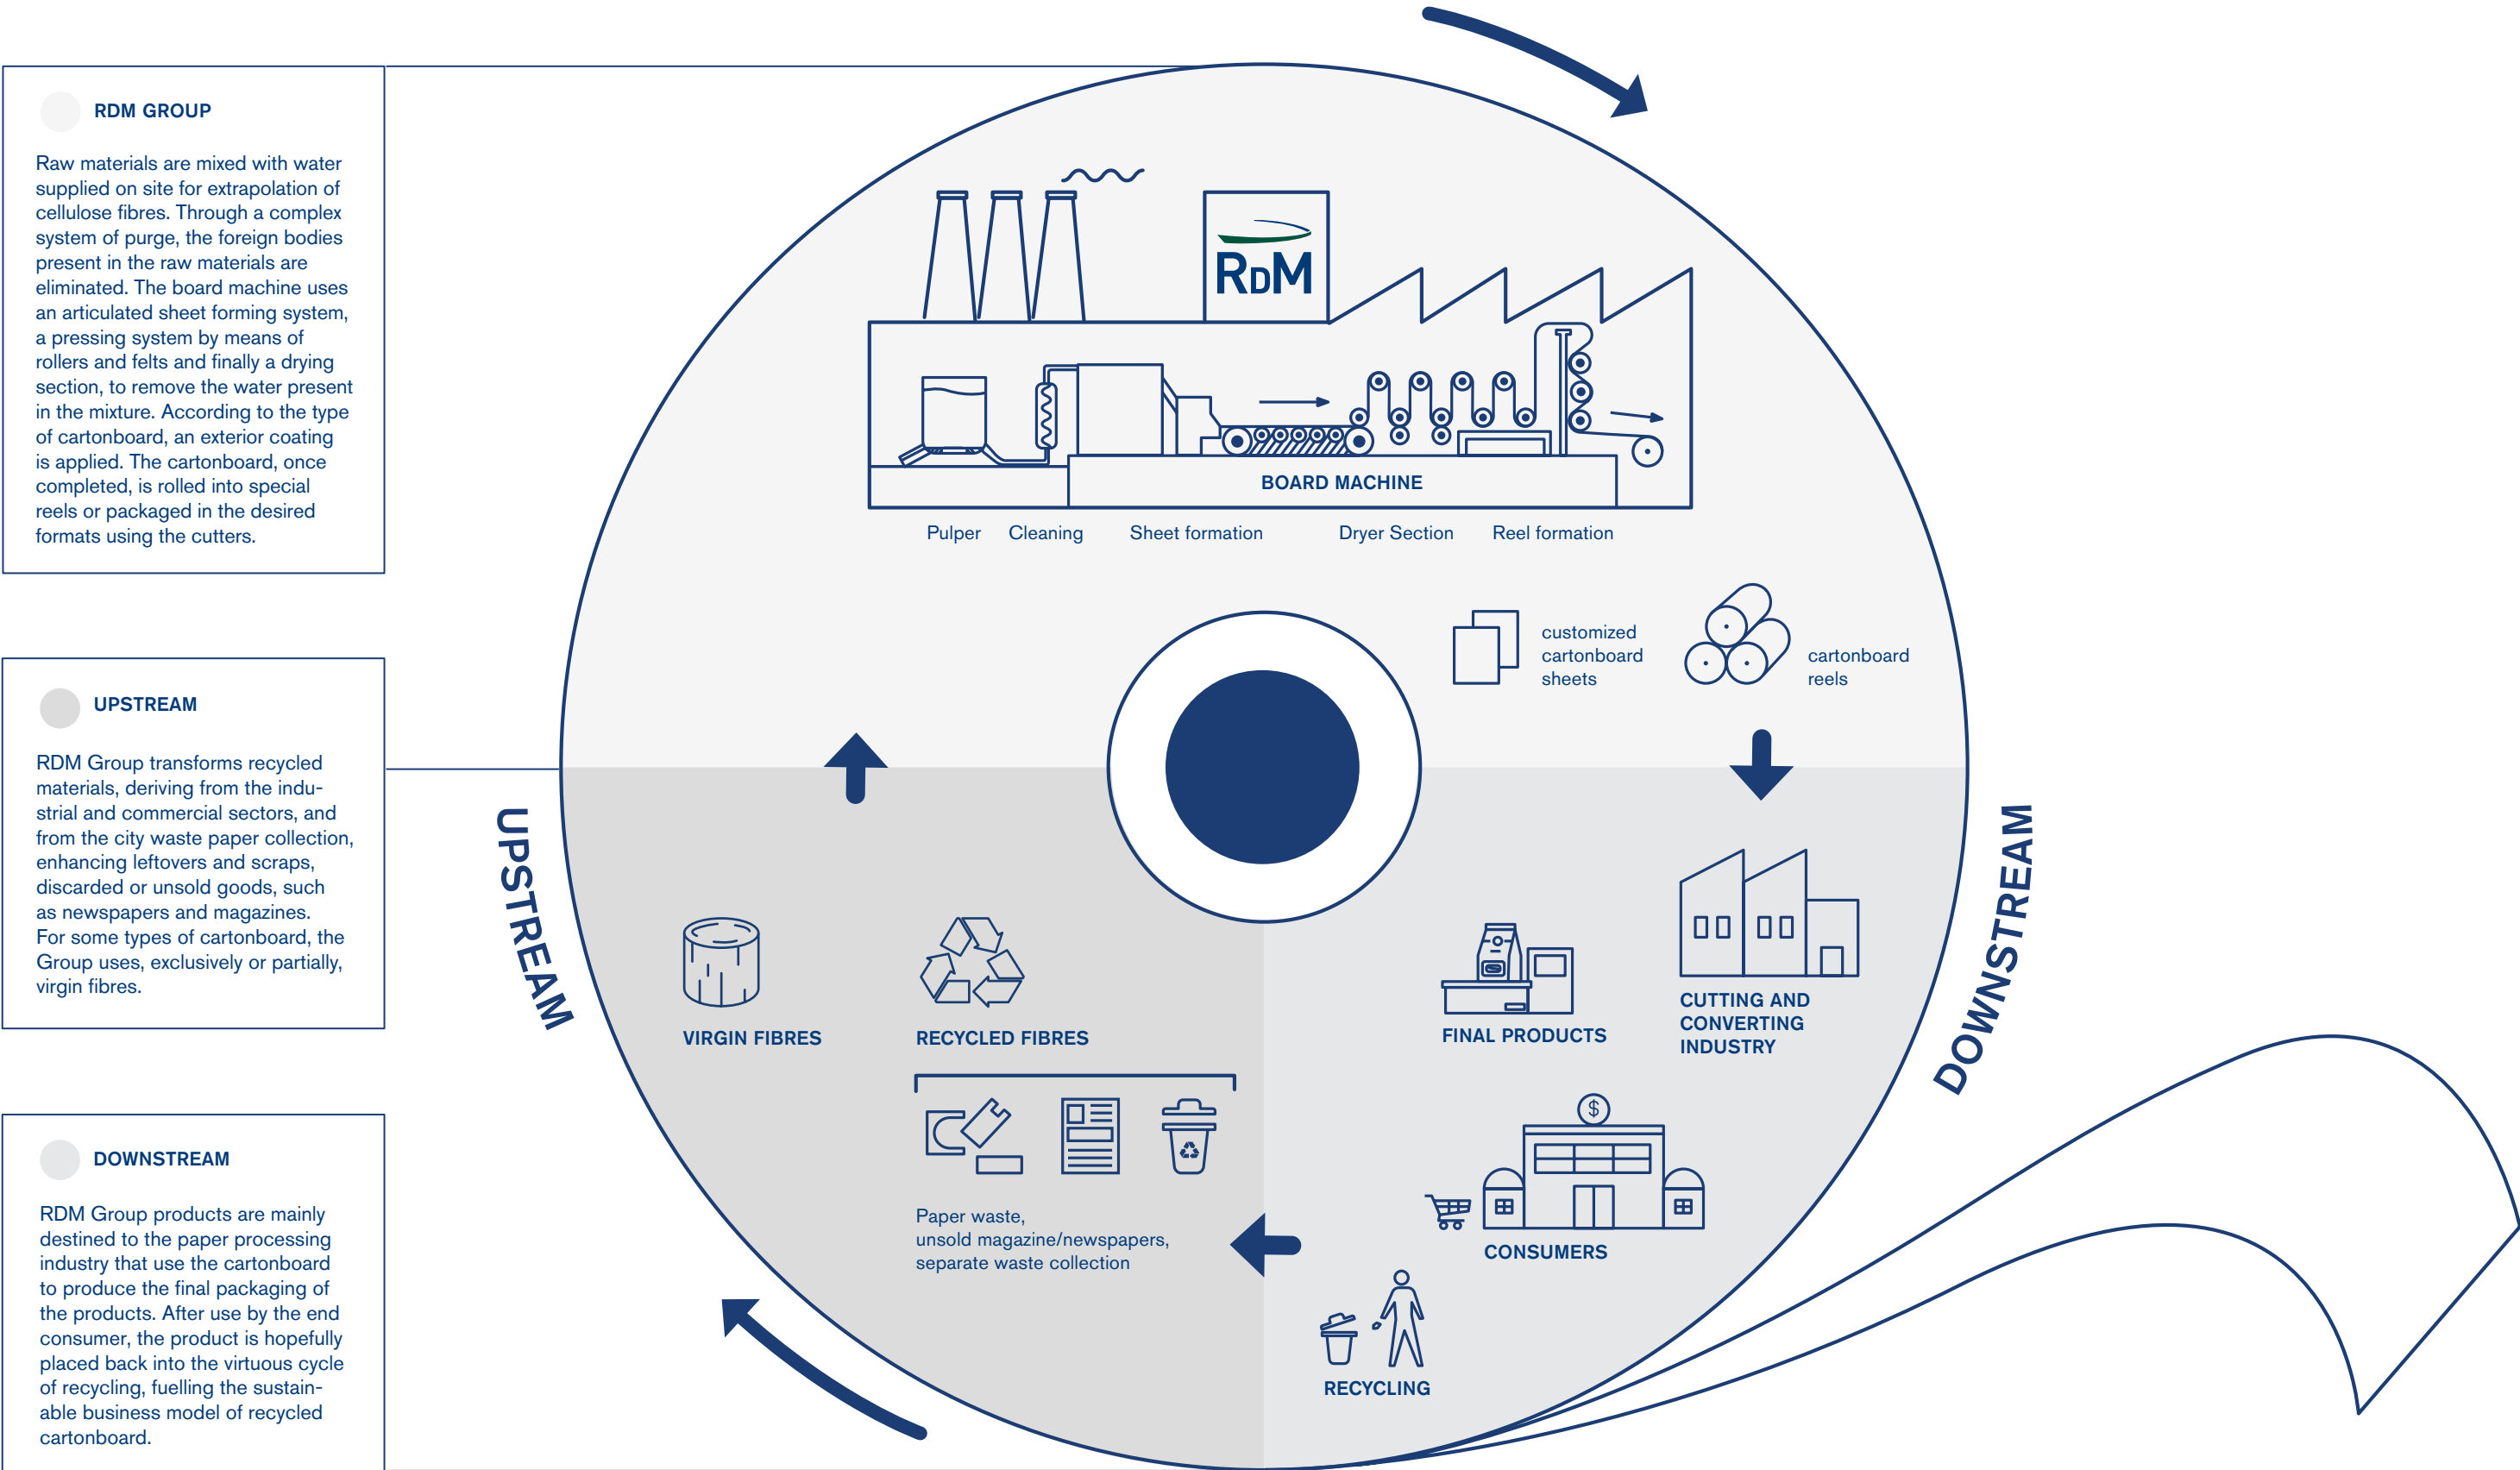 RDM GROUP
Raw materials are mixed with water
supplied on site for extrapolation of
cellulose fibres. Through a complex
system of purge, the foreign bodies
present in the raw materials are
eliminated. The board machine uses
an articulated sheet forming system,
a pressing system by means of
rollers and felts and finally a drying
section, to remove the water present
in the mixture. According to the type
of cartonboard, an exterior coating
is applied. The cartonboard, once
completed, is rolled into special
reels or packaged in the desired
formats using the cutters.
UPSTREAM
RDM Group transforms recycled
materials, deriving from the indu-
strial and commercial sectors, and
from the city waste paper collection,
enhancing leftovers and scraps,
discarded or unsold goods, such
as newspapers and magazines.
For some types of cartonboard, the
Group uses, exclusively or partially,
virgin fibres.
DOWNSTREAM
RDM Group products are mainly
destined to the paper processing
industry that use the cartonboard
to produce the final packaging of
the products. After use by the end
consumer, the product is hopefully
placed back into the virtuous cycle
of recycling, fuelling the sustain-
able business model of recycled
cartonboard.
RDM
BOARD MACHINE
Pulper
Cleaning
Sheet formation
Dryer Section
Reel formation
customized
cartonboard
sheets
cartonboard
reels
UPSTREAM
DOWNSTREAM
VIRGIN FIBRES
RECYCLED FIBRES
Paper waste,
unsold magazine/newspapers,
separate waste collection
FINAL PRODUCTS
CUTTING AND
CONVERTING
INDUSTRY
$
CONSUMERS
RECYCLING